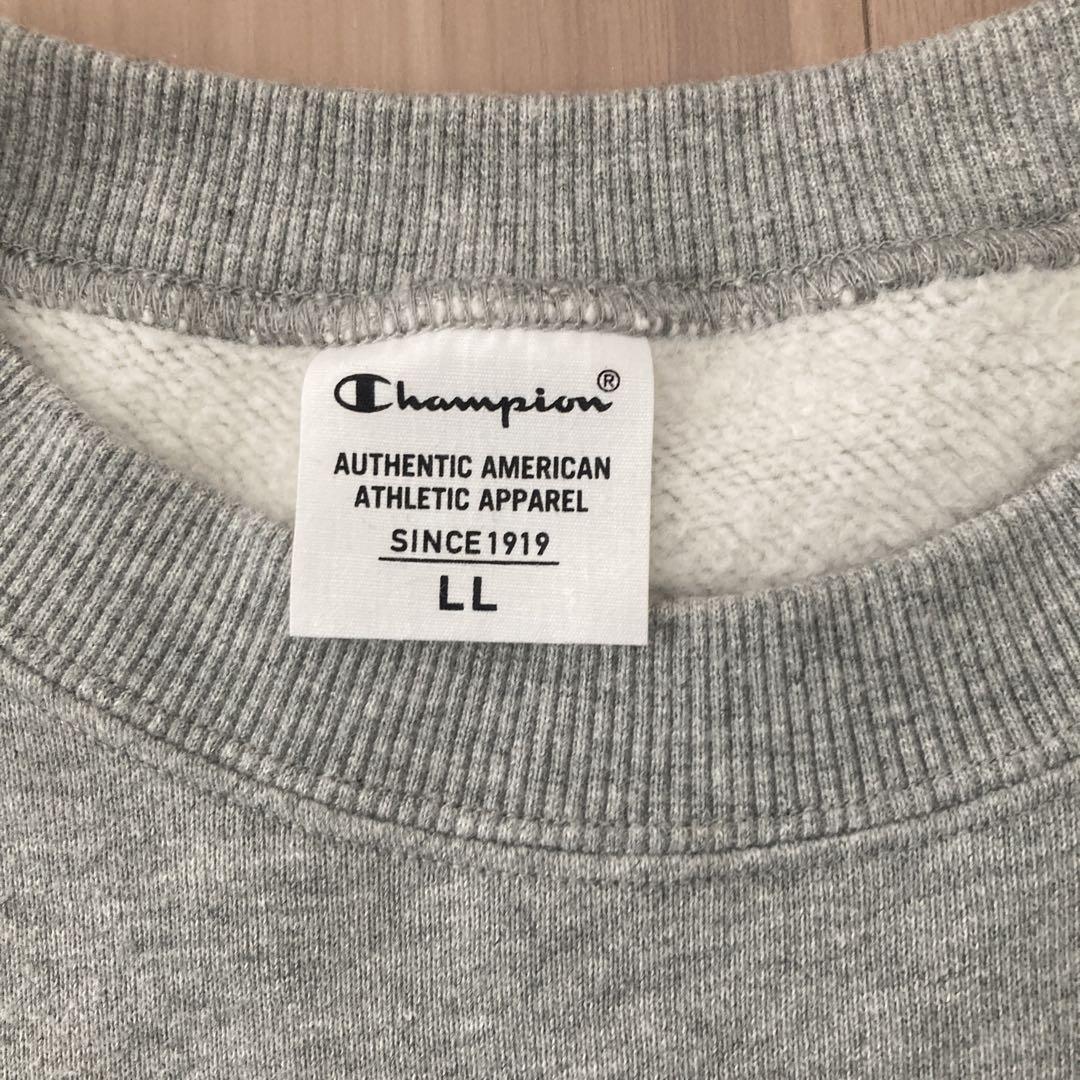 Champion®
AUTHENTIC AMERICAN
ATHLETIC APPAREL
SINCE 1919
LL